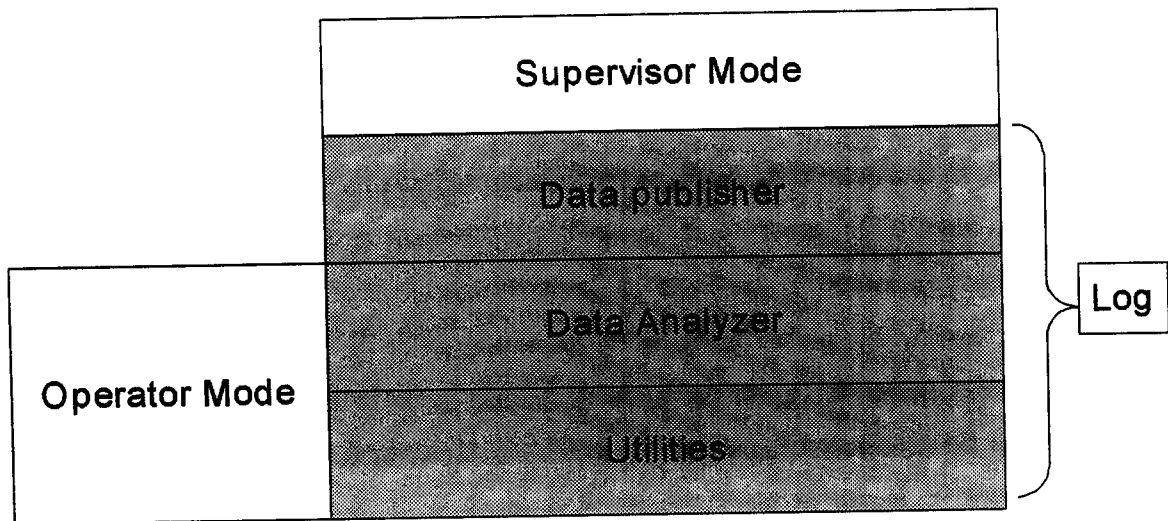 Supervisor Mode
Data publisher
Data Analyzer
Log
Operator Mode
Utilities